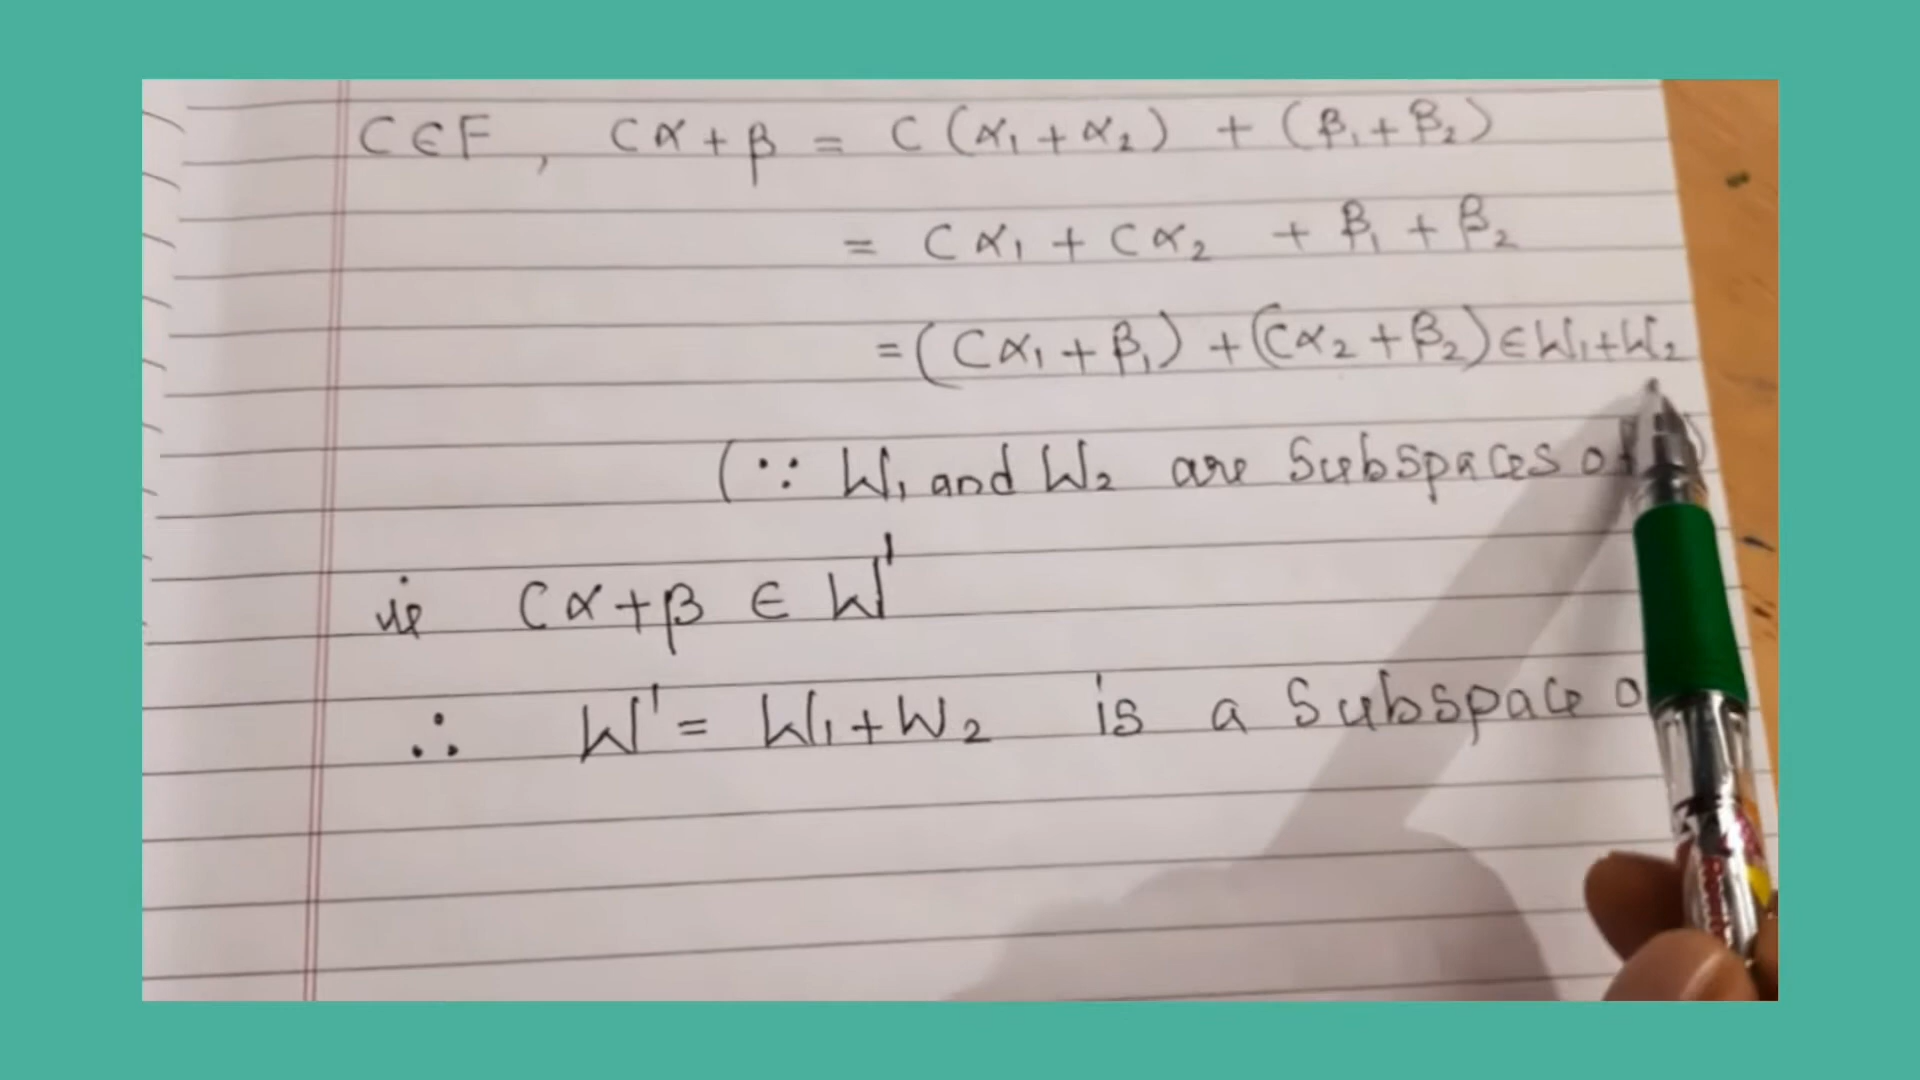 C∈F, Cα+β = C(α₁+α₂) + (β₁+β₂)
= Cα₁ + Cα₂ + β₁ + β₂
= (Cα₁+β₁) + (Cα₂+β₂) ∈ W₁+W₂
(∵ W₁ and W₂ are Subspaces of )
ie Cα+β ∈ W'
∴ W' = W₁+W₂ is a Subspace